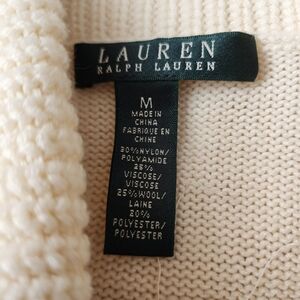 LAUREN
RALPH LAUREN
M
MADE IN
CHINA
FABRIQUE EN
CHINE
30% NYLON/
POLYAMIDE
25%
VISCOSE/
VISCOSE
25% WOOL/
LAINE
20%
POLYESTER/
POLYESTER